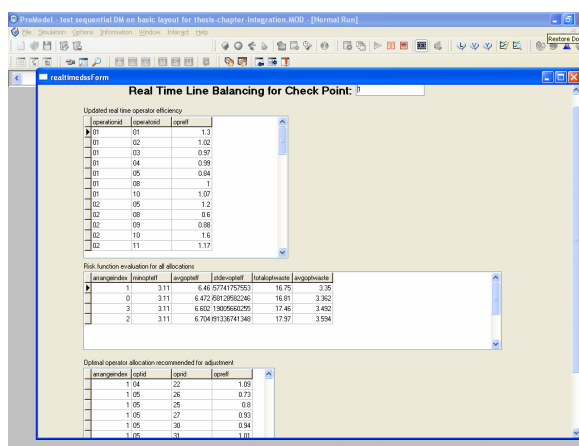 ProModel - test sequential DM on basic layout for thesis-chapter-integration.MOD - [Normal Run]
File Simulation Options Information Window Interact Help
Restore Do
realtimedssForm
Real Time Line Balancing for Check Point: 1
Updated real time operator efficiency
operationid operatorid opreff
01 01 1.3
01 02 1.02
01 03 0.97
01 04 0.99
01 05 0.84
01 08 1
01 10 1.07
02 05 1.2
02 08 0.6
02 09 0.88
02 10 1.6
02 11 1.17
Risk function evaluation for all allocations
arrangeindex minopteff avgopteff stdevopteff totaloptwaste avgoptwaste
1 3.11 6.46 57741757553 16.75 3.35
0 3.11 6.472 58128582246 16.81 3.362
3 3.11 6.602 19005660255 17.46 3.492
2 3.11 6.704 91336741348 17.97 3.594
Optimal operator allocation recommended for adjustment
arrangeindex optid oprid opreff
1 04 22 1.09
1 05 26 0.73
1 05 25 0.8
1 05 27 0.93
1 05 30 0.94
1 05 31 1.01